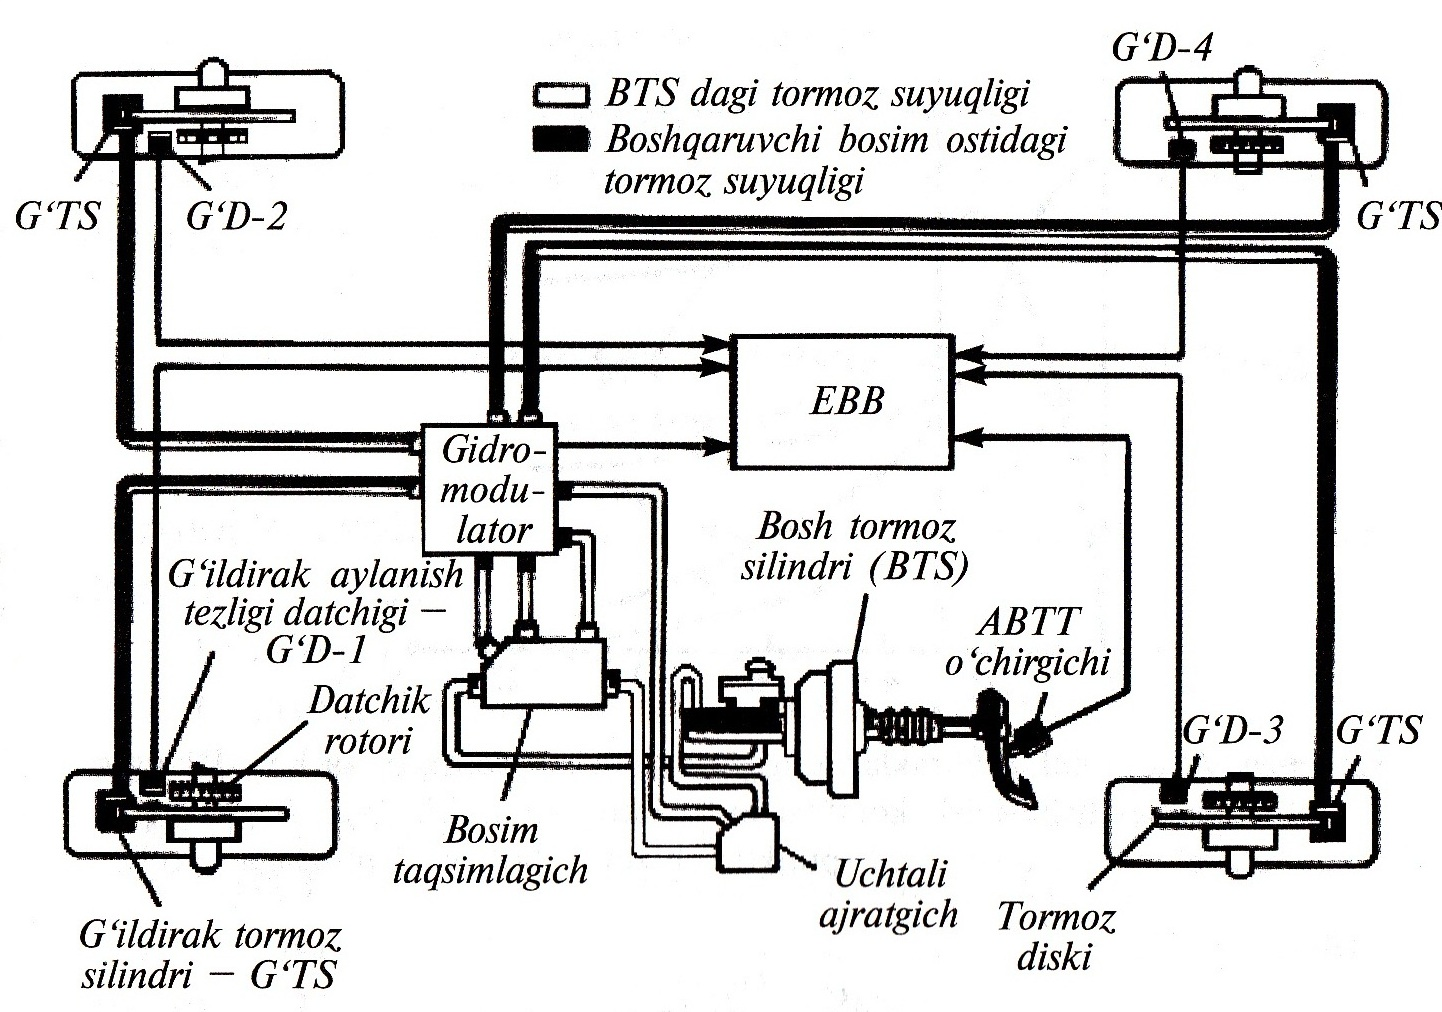 G‘D-4
BTS dagi tormoz suyuqligi
Boshqaruvchi bosim ostidagi
tormoz suyuqligi
G‘TS
G‘D-2
G‘TS
EBB
Gidro-
modu-
lator
Bosh tormoz
silindri (BTS)
G‘ildirak aylanish
tezligi datchigi –
G‘D-1
ABTT
o‘chirgichi
Datchik
rotori
G‘D-3
G‘TS
Bosim
taqsimlagich
Uchtali
ajratgich
Tormoz
diski
G‘ildirak tormoz
silindri – G‘TS